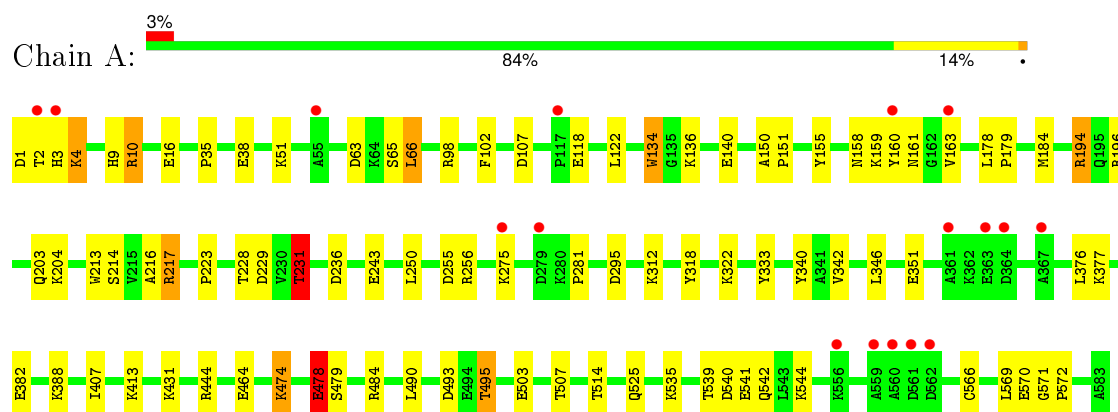 3%
Chain A:
84% 14% •
D1 T2 H3 K4 H9 R10 E16 P35 E38 K51 A55 D63 K64 S65 L66 R98 F102 D107 P117 E118 L122 W134 G135 K136 E140 A150 P151 Y155 N158 K159 Y160 N161 G162 V163 L178 P179 M184 R194 Q195
Q203 K204 W213 S214 V215 A216 R217 P223 T228 D229 V230 T231 D236 E243 L250 D255 R256 K275 D279 K280 P281 D295 K312 Y318 K322 Y333 Y340 A341 V342 L346 E351 A361 K362 E363 D364 A367 L376 K377
E382 K388 I407 K413 K431 R444 E464 K474 E478 S479 R484 L490 D493 E494 T495 E503 T507 T514 Q525 K535 T539 D540 E541 Q542 L543 K544 K556 A559 A560 D561 D562 C566 L569 E570 G571 P572 A583